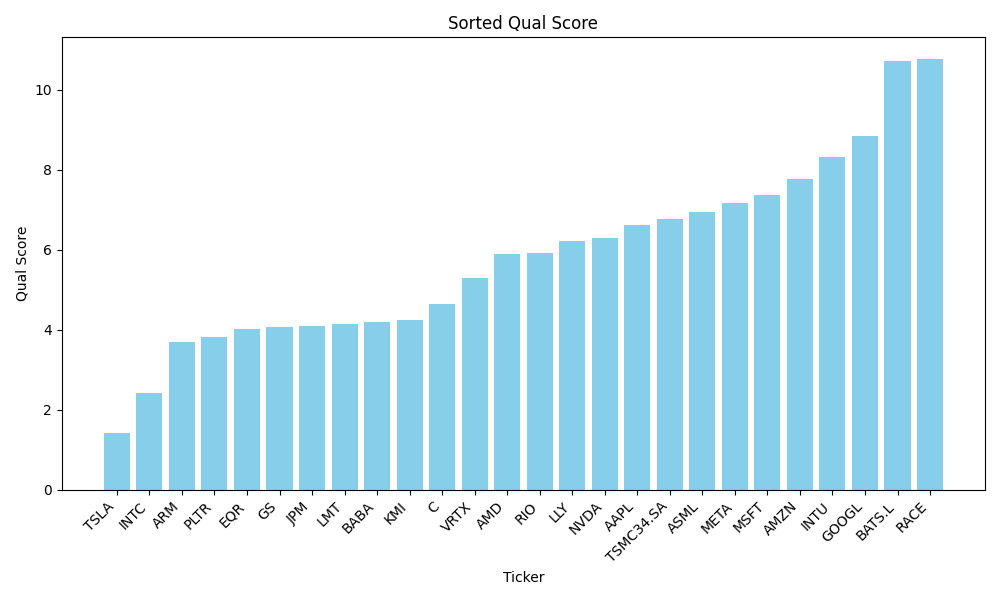 Sorted Qual Score
Qual Score
10
8
6
4
2
0
TSLA
INTC
ARM
PLTR
EQR
GS
JPM
LMT
BABA
KMI
C
VRTX
AMD
RIO
LLY
NVDA
AAPL
TSMC34.SA
ASML
META
MSFT
AMZN
INTU
GOOGL
BATS.L
RACE
Ticker